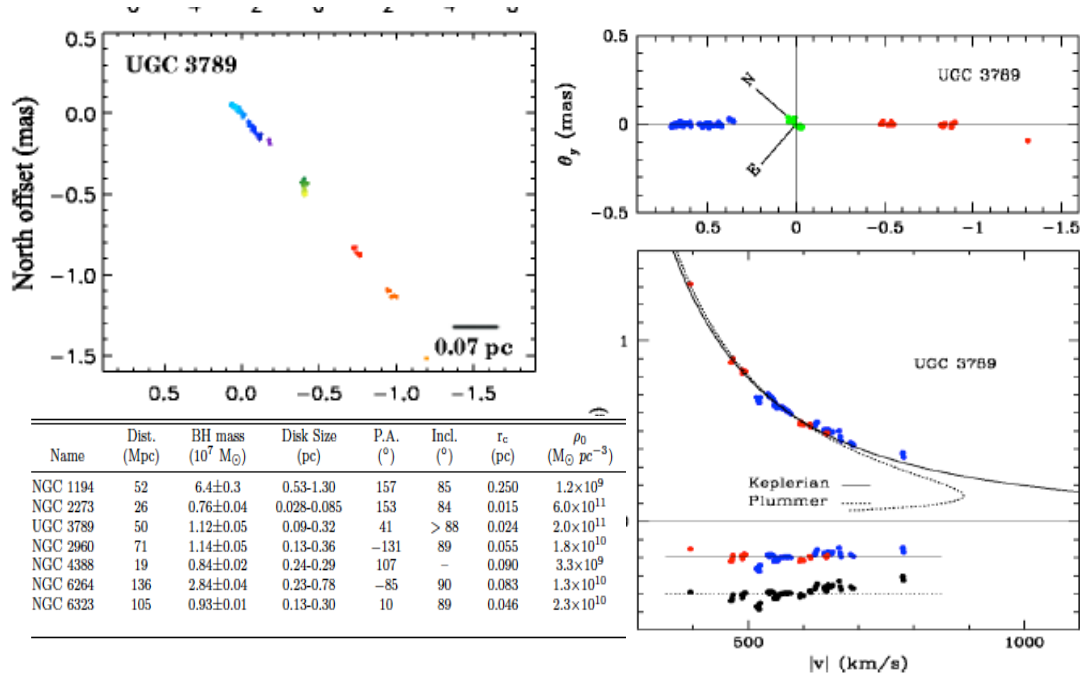 0 4 2 0 2 4 8
0.5
0.0
−0.5
−1.0
−1.5
North offset (mas)
UGC 3789
0.07 pc
0.5 0.0 −0.5 −1.0 −1.5
0.5
0
−0.5
θy (mas)
UGC 3789
N
E
0.5 0 −0.5 −1 −1.5
1
UGC 3789
Keplerian
Plummer
500 1000
|v| (km/s)
Name Dist. (Mpc) BH mass (10⁷ M⊙) Disk Size (pc) P.A. (°) Incl. (°) rc (pc) ρ0 (M⊙ pc⁻³)
NGC 1194 52 6.4±0.3 0.53-1.30 157 85 0.250 1.2×10⁹
NGC 2273 26 0.76±0.04 0.028-0.085 153 84 0.015 6.0×10¹¹
UGC 3789 50 1.12±0.05 0.09-0.32 41 > 88 0.024 2.0×10¹¹
NGC 2960 71 1.14±0.05 0.13-0.36 −131 89 0.055 1.8×10¹⁰
NGC 4388 19 0.84±0.02 0.24-0.29 107 – 0.090 3.3×10⁹
NGC 6264 136 2.84±0.04 0.23-0.78 −85 90 0.083 1.3×10¹⁰
NGC 6323 105 0.93±0.01 0.13-0.30 10 89 0.046 2.3×10¹⁰